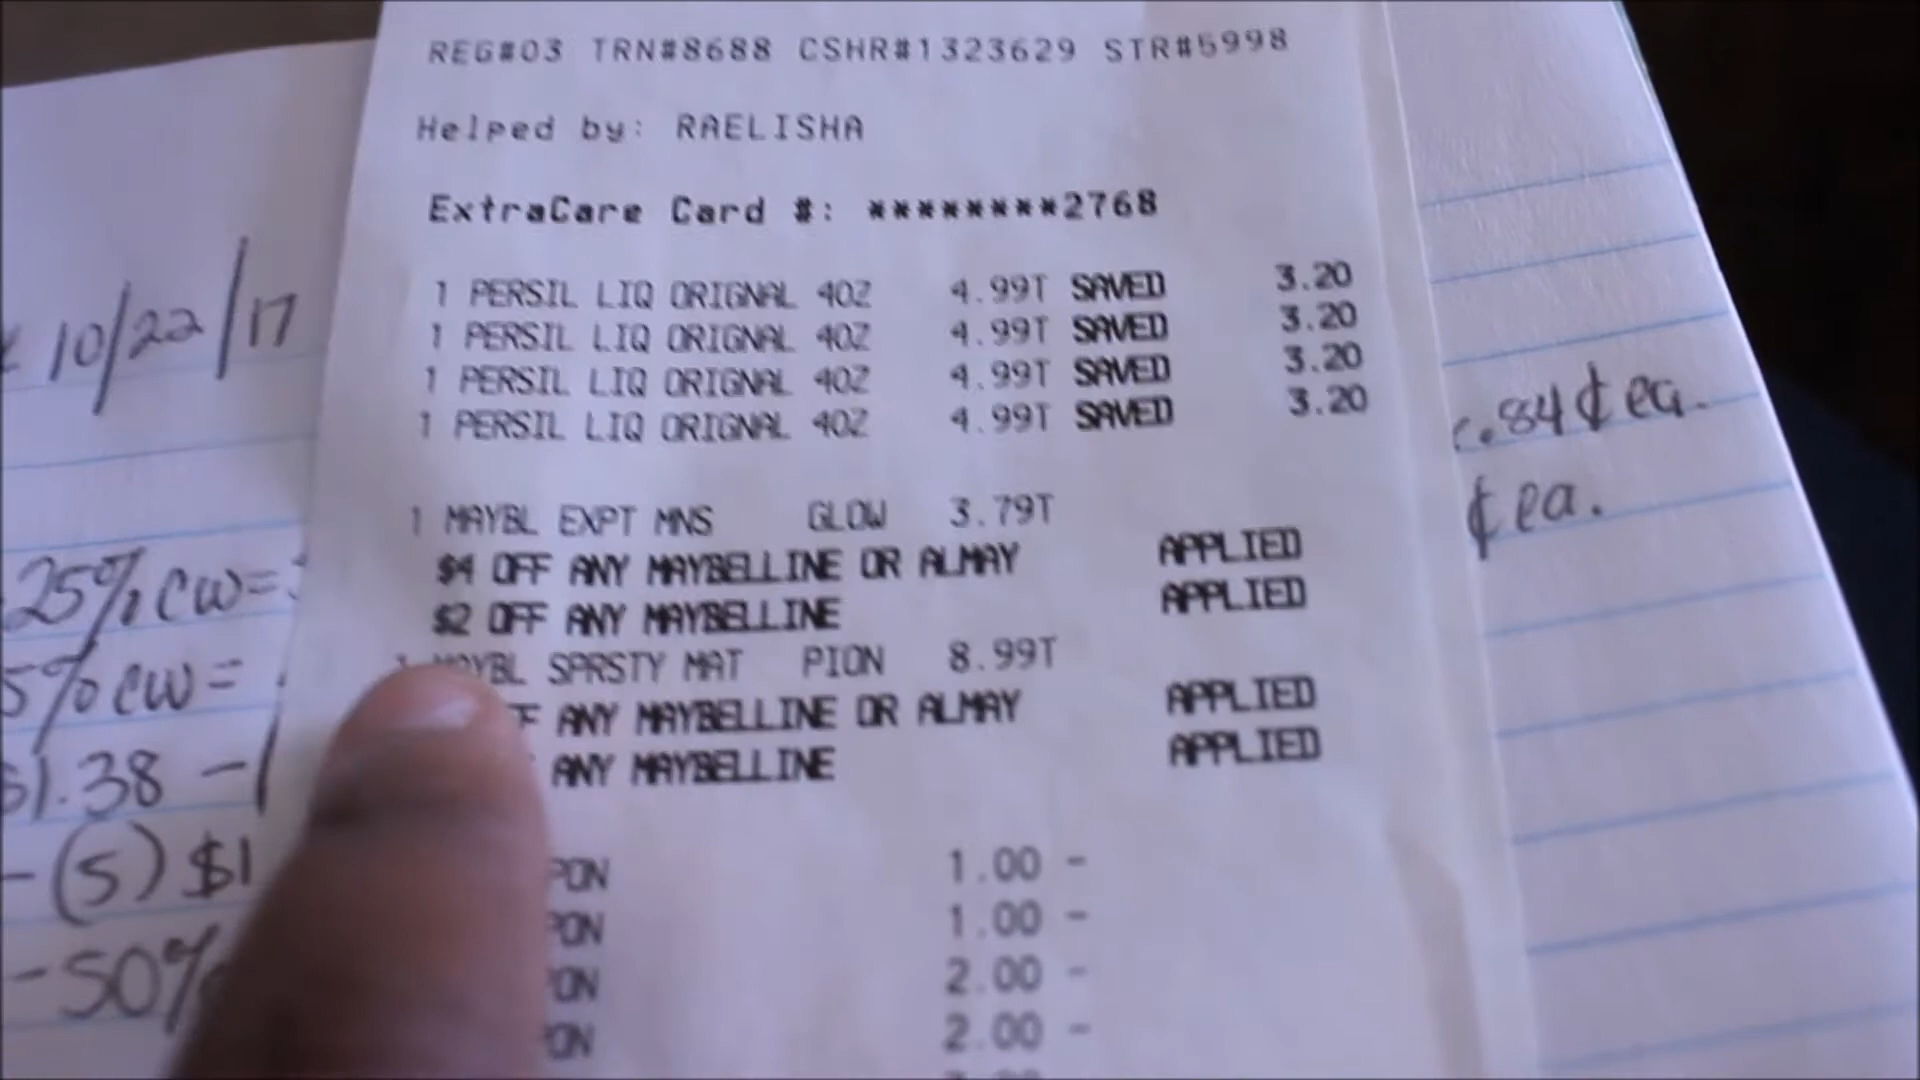 REG#03 TRN#8688 CSHR#1323629 STR#5998
Helped by: RAELISHA
ExtraCare Card #: ********2768
1 PERSIL LIQ ORIGNAL 40Z 4.99T SAVED 3.20
1 PERSIL LIQ ORIGNAL 40Z 4.99T SAVED 3.20
1 PERSIL LIQ ORIGNAL 40Z 4.99T SAVED 3.20
1 PERSIL LIQ ORIGNAL 40Z 4.99T SAVED 3.20
1 MAYBL EXPT MNS GLOW 3.79T
$4 OFF ANY MAYBELLINE OR ALMAY APPLIED
$2 OFF ANY MAYBELLINE APPLIED
MAYBL SPRSTY MAT PION 8.99T
ANY MAYBELLINE OR ALMAY APPLIED
ANY MAYBELLINE APPLIED
PON 1.00 -
PON 1.00 -
ON 2.00 -
ON 2.00 -
10/22/17
25% CW=
5% CW =
$1.38 -
- (5) $1
-50%
.84¢ ea.
¢ ea.